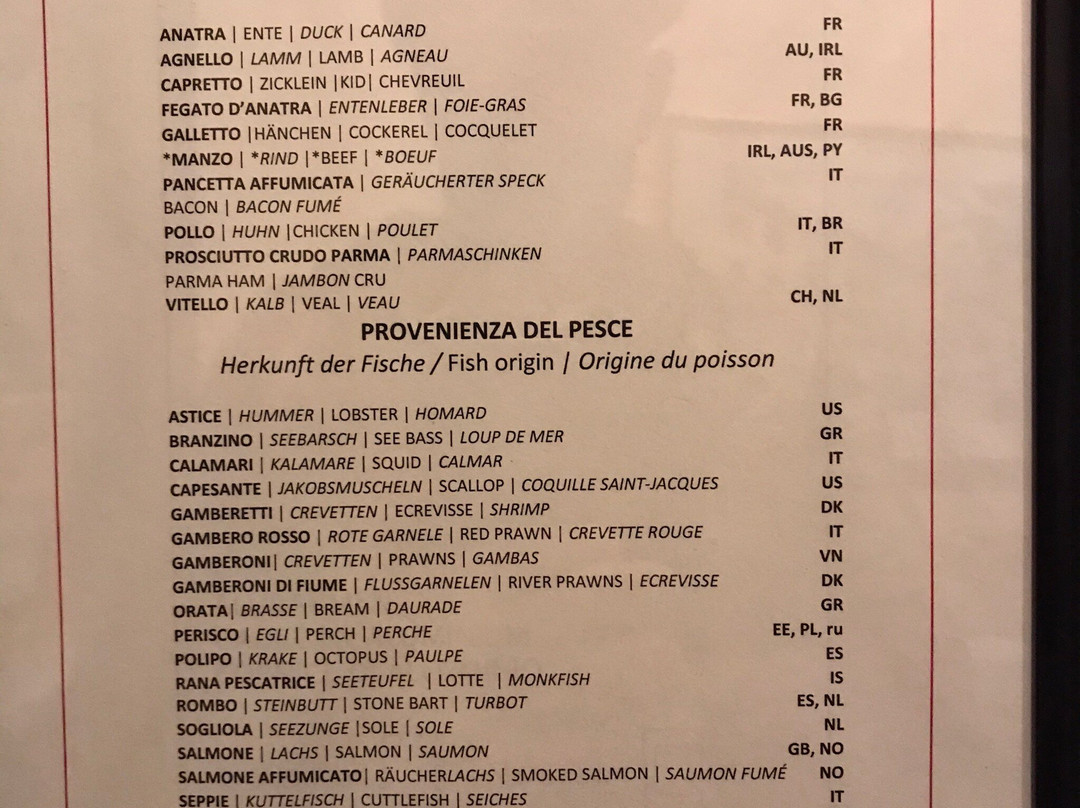 ANATRA | ENTE | DUCK | CANARD FR
AGNELLO | LAMM | LAMB | AGNEAU AU, IRL
CAPRETTO | ZICKLEIN |KID| CHEVREUIL FR
FEGATO D'ANATRA | ENTENLEBER | FOIE-GRAS FR, BG
GALLETTO |HÄNCHEN | COCKEREL | COCQUELET FR
*MANZO | *RIND |*BEEF | *BOEUF IRL, AUS, PY
PANCETTA AFFUMICATA | GERÄUCHERTER SPECK IT
BACON | BACON FUMÉ
POLLO | HUHN |CHICKEN | POULET IT, BR
PROSCIUTTO CRUDO PARMA | PARMASCHINKEN IT
PARMA HAM | JAMBON CRU
VITELLO | KALB | VEAL | VEAU CH, NL
PROVENIENZA DEL PESCE
Herkunft der Fische / Fish origin | Origine du poisson
ASTICE | HUMMER | LOBSTER | HOMARD US
BRANZINO | SEEBARSCH | SEE BASS | LOUP DE MER GR
CALAMARI | KALAMARE | SQUID | CALMAR IT
CAPESANTE | JAKOBSMUSCHELN | SCALLOP | COQUILLE SAINT-JACQUES US
GAMBERETTI | CREVETTEN | ECREVISSE | SHRIMP DK
GAMBERO ROSSO | ROTE GARNELE | RED PRAWN | CREVETTE ROUGE IT
GAMBERONI| CREVETTEN | PRAWNS | GAMBAS VN
GAMBERONI DI FIUME | FLUSSGARNELEN | RIVER PRAWNS | ECREVISSE DK
ORATA| BRASSE | BREAM | DAURADE GR
PERISCO | EGLI | PERCH | PERCHE EE, PL, ru
POLIPO | KRAKE | OCTOPUS | PAULPE ES
RANA PESCATRICE | SEETEUFEL | LOTTE | MONKFISH IS
ROMBO | STEINBUTT | STONE BART | TURBOT ES, NL
SOGLIOLA | SEEZUNGE |SOLE | SOLE NL
SALMONE | LACHS | SALMON | SAUMON GB, NO
SALMONE AFFUMICATO| RÄUCHERLACHS | SMOKED SALMON | SAUMON FUMÉ NO
SEPPIE | KUTTELFISCH | CUTTLEFISH | SEICHES IT